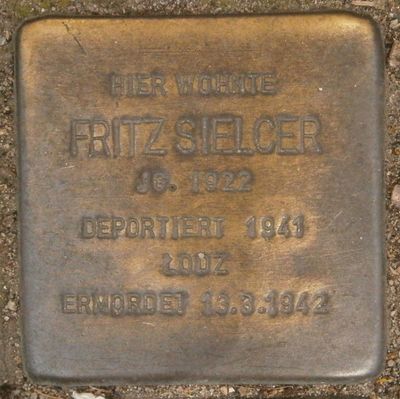 HIER WOHNTE
FRITZ SIELCER
JG. 1922
DEPORTIERT 1941
LODZ
ERMORDET 13.3.1942